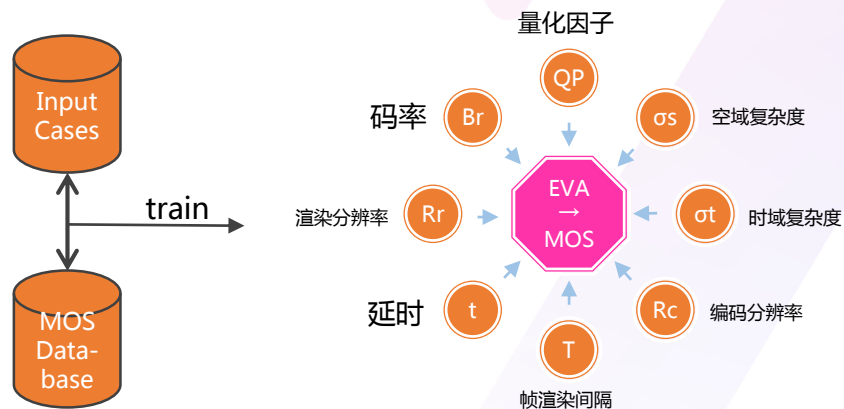 量化因子
QP
Input
Cases
码率
Br
σs
空域复杂度
EVA
→
MOS
train
渲染分辨率
Rr
σt
时域复杂度
MOS
Data-
base
延时
t
Rc
编码分辨率
T
帧渲染间隔